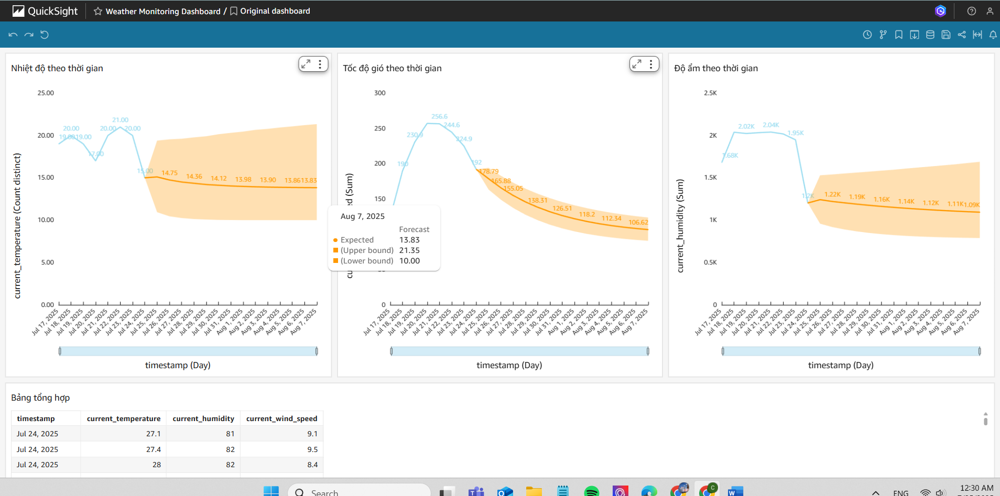 QuickSight
Weather Monitoring Dashboard / Original dashboard
Nhiệt độ theo thời gian
current_temperature (Count distinct)
25.00
20.00
15.00
10.00
5.00
0.00
19.00
20.00
19.00
17.00
20.00
21.00
20.00
15.00
14.75
14.36
14.12
13.98
13.90
13.86
13.83
Jul 17, 2025
Jul 18, 2025
Jul 19, 2025
Jul 20, 2025
Jul 21, 2025
Jul 22, 2025
Jul 23, 2025
Jul 24, 2025
Jul 25, 2025
Jul 26, 2025
Jul 27, 2025
Jul 28, 2025
Jul 29, 2025
Jul 30, 2025
Jul 31, 2025
Aug 1, 2025
Aug 2, 2025
Aug 3, 2025
Aug 4, 2025
Aug 5, 2025
Aug 6, 2025
Aug 7, 2025
timestamp (Day)
Aug 7, 2025
Forecast
Expected 13.83
(Upper bound) 21.35
(Lower bound) 10.00
Tốc độ gió theo thời gian
ed (Sum)
300
250
200
150
0
190
230.9
256.6
244.6
224.9
192
178.79
165.88
155.05
138.31
126.51
118.2
112.34
106.62
Jul 17, 2025
Jul 18, 2025
Jul 19, 2025
Jul 20, 2025
Jul 21, 2025
Jul 22, 2025
Jul 23, 2025
Jul 24, 2025
Jul 25, 2025
Jul 26, 2025
Jul 27, 2025
Jul 28, 2025
Jul 29, 2025
Jul 30, 2025
Jul 31, 2025
Aug 1, 2025
Aug 2, 2025
Aug 3, 2025
Aug 4, 2025
Aug 5, 2025
Aug 6, 2025
Aug 7, 2025
timestamp (Day)
Độ ẩm theo thời gian
current_humidity (Sum)
2.5K
2K
1.5K
1K
0.5K
0
1.68K
2.02K
2.04K
1.95K
1.2K
1.22K
1.19K
1.16K
1.14K
1.12K
1.11K
1.09K
Jul 17, 2025
Jul 18, 2025
Jul 19, 2025
Jul 20, 2025
Jul 21, 2025
Jul 22, 2025
Jul 23, 2025
Jul 24, 2025
Jul 25, 2025
Jul 26, 2025
Jul 27, 2025
Jul 28, 2025
Jul 29, 2025
Jul 30, 2025
Jul 31, 2025
Aug 1, 2025
Aug 2, 2025
Aug 3, 2025
Aug 4, 2025
Aug 5, 2025
Aug 6, 2025
Aug 7, 2025
timestamp (Day)
Bảng tổng hợp
timestamp current_temperature current_humidity current_wind_speed
Jul 24, 2025 27.1 81 9.1
Jul 24, 2025 27.4 82 9.5
Jul 24, 2025 28 82 8.4
Search
ENG
12:30 AM